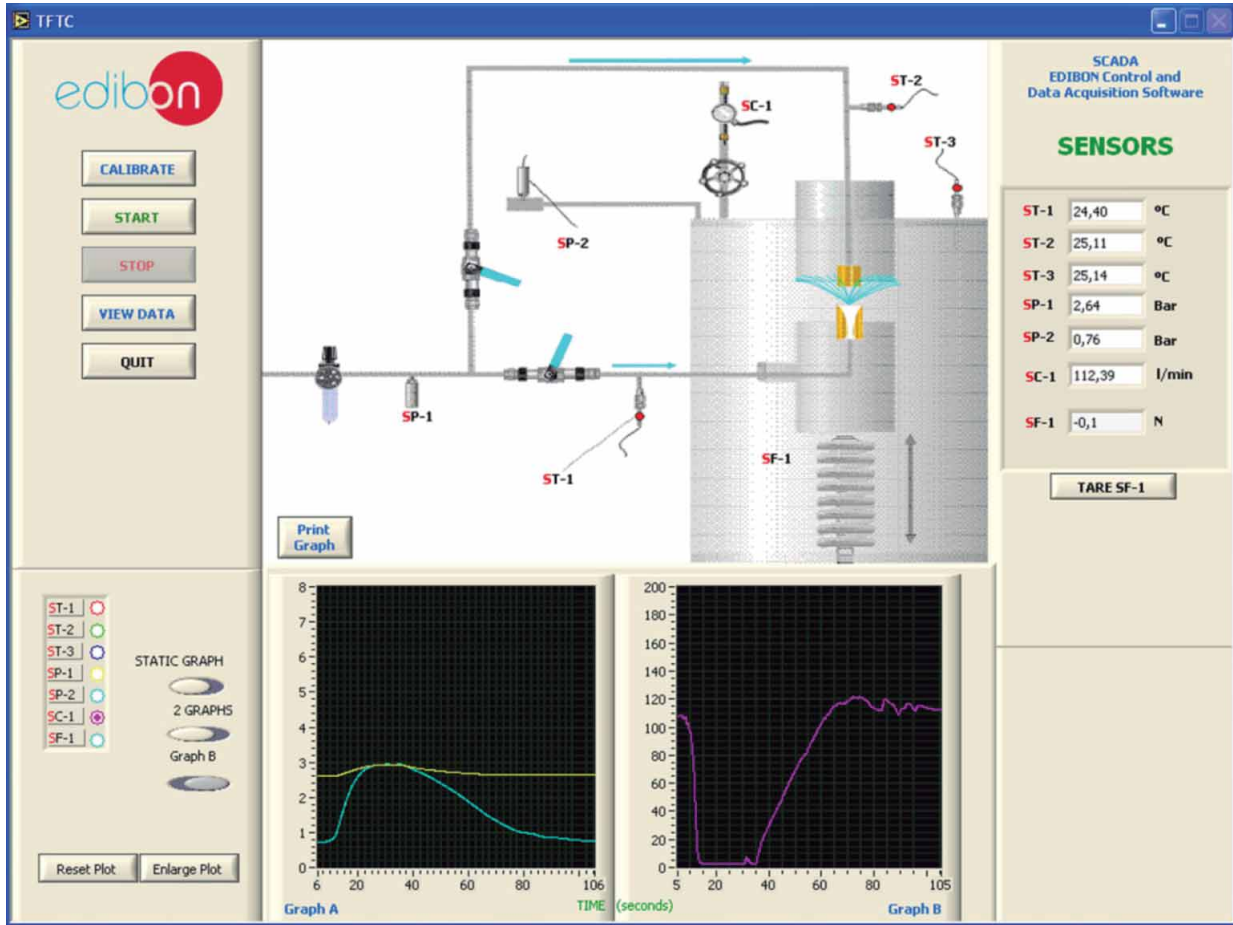 TFTC
edibon
CALIBRATE
START
STOP
VIEW DATA
QUIT
ST-2
SC-1
ST-3
SP-2
SP-1
ST-1
SF-1
Print
Graph
SCADA
EDIBON Control and
Data Acquisition Software
SENSORS
ST-1 24,40 ºC
ST-2 25,11 ºC
ST-3 25,14 ºC
SP-1 2,64 Bar
SP-2 0,76 Bar
SC-1 112,39 l/min
SF-1 -0,1 N
TARE SF-1
ST-1
ST-2
ST-3
SP-1
SP-2
SC-1
SF-1
STATIC GRAPH
2 GRAPHS
Graph B
Reset Plot Enlarge Plot
8
7
6
5
4
3
2
1
0
6 20 40 60 80 106
Graph A
TIME (seconds)
200
180
160
140
120
100
80
60
40
20
0
5 20 40 60 80 105
Graph B